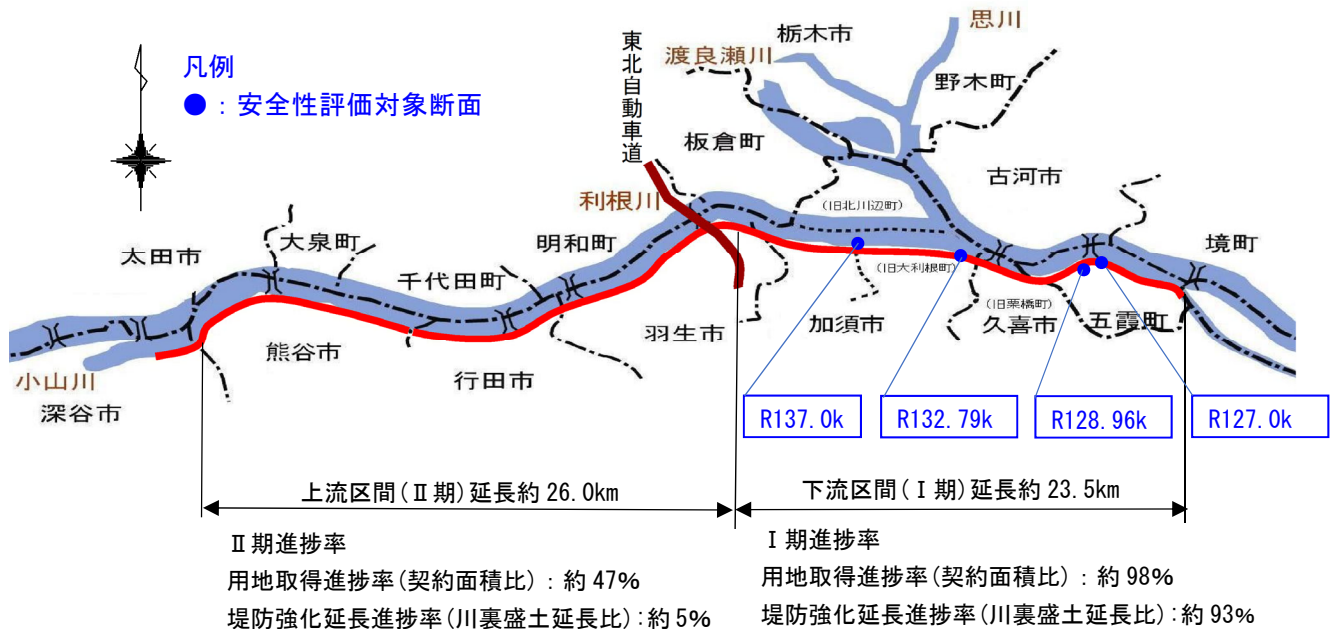 凡例
● : 安全性評価対象断面
東北自動車道
渡良瀬川
栃木市
思川
野木町
板倉町
古河市
利根川
(旧北川辺町)
明和町
太田市
大泉町
千代田町
境町
(旧大利根町)
(旧栗橋町)
羽生市
加須市
久喜市
五霞町
熊谷市
行田市
小山川
深谷市
R137.0k
R132.79k
R128.96k
R127.0k
上流区間(Ⅱ期)延長約 26.0km
下流区間(Ⅰ期)延長約 23.5km
Ⅱ期進捗率
用地取得進捗率(契約面積比) : 約 47%
堤防強化延長進捗率(川裏盛土延長比):約 5%
Ⅰ期進捗率
用地取得進捗率(契約面積比) : 約 98%
堤防強化延長進捗率(川裏盛土延長比):約 93%